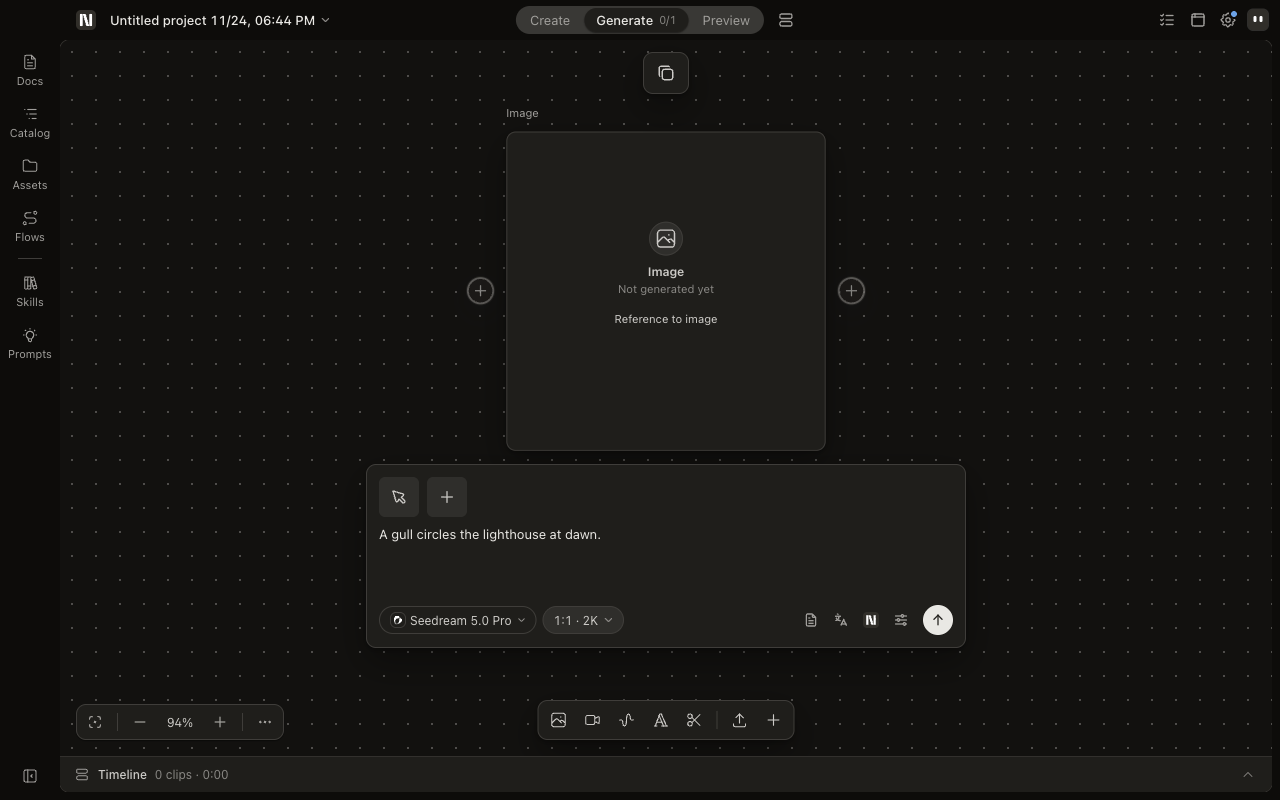 Untitled project 11/24, 06:44 PM
Create
Generate 0/1
Preview
Docs
Catalog
Assets
Flows
Skills
Prompts
Image
Image
Not generated yet
Reference to image
A gull circles the lighthouse at dawn.
Seedream 5.0 Pro
1:1 · 2K
94%
Timeline 0 clips · 0:00